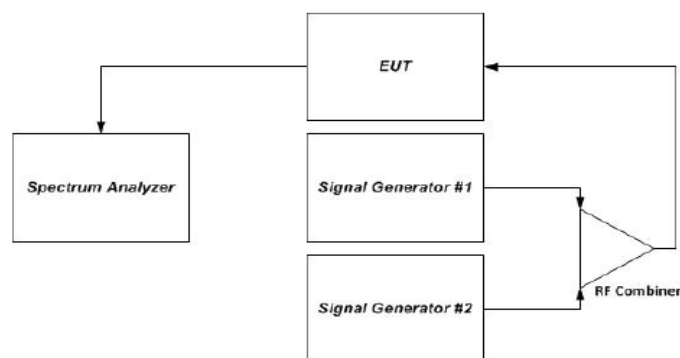 EUT
Spectrum Analyzer
Signal Generator #1
RF Combiner
Signal Generator #2